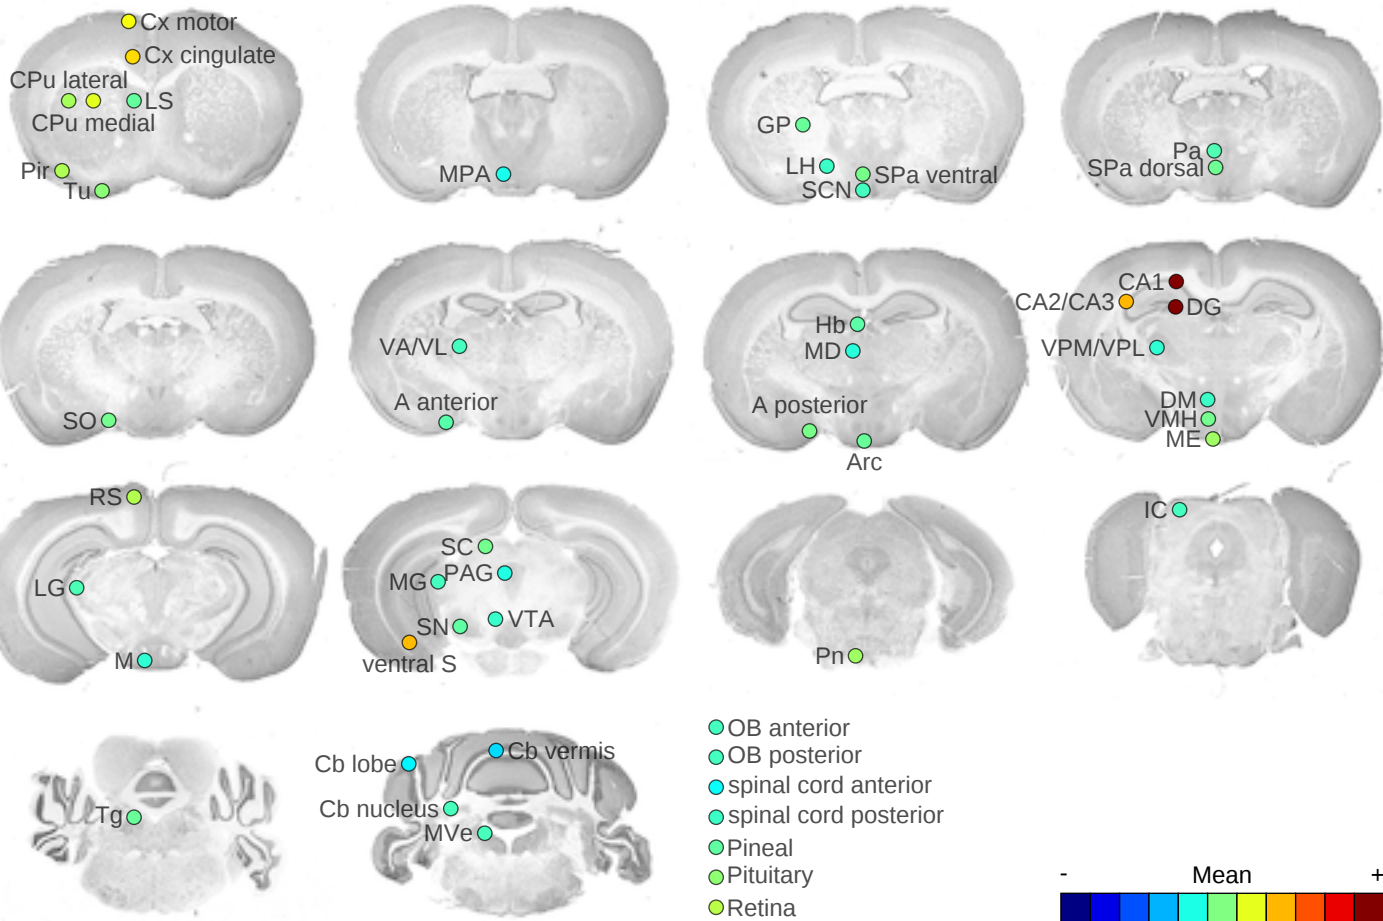 Cx motor
Cx cingulate
CPu lateral
LS
CPu medial
Pir
Tu
MPA
GP
LH
SPa ventral
SCN
Pa
SPa dorsal
SO
VA/VL
A anterior
Hb
MD
A posterior
Arc
CA1
CA2/CA3
DG
VPM/VPL
DM
VMH
ME
RS
LG
M
SC
PAG
MG
VTA
SN
ventral S
Pn
IC
Tg
Cb vermis
Cb lobe
Cb nucleus
MVe
OB anterior
OB posterior
spinal cord anterior
spinal cord posterior
Pineal
Pituitary
Retina
- Mean +